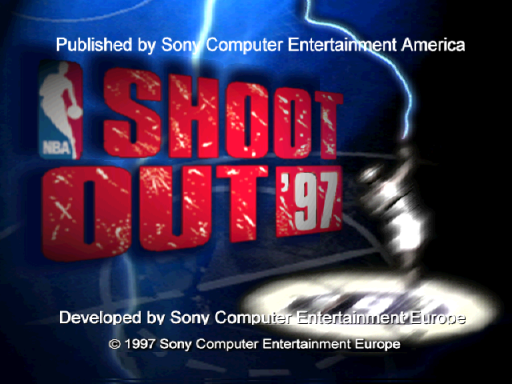 Published by Sony Computer Entertainment America
NBA
SHOOT
OUT '97
Developed by Sony Computer Entertainment Europe
© 1997 Sony Computer Entertainment Europe